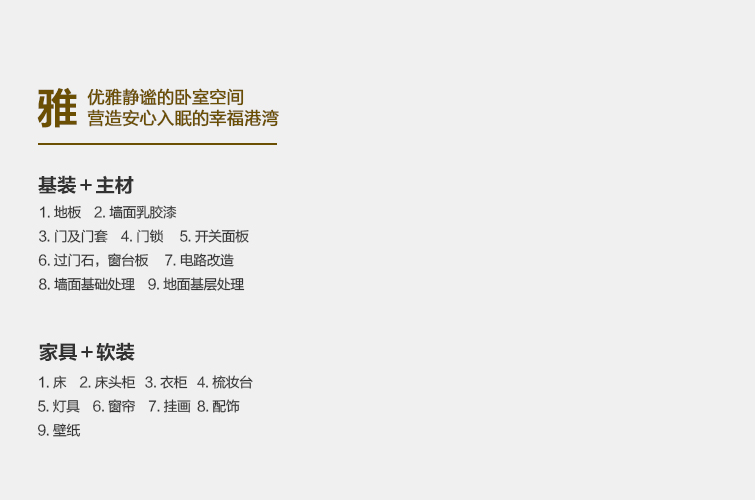 雅
优雅静谧的卧室空间
营造安心入眠的幸福港湾
基装+主材
1. 地板 2. 墙面乳胶漆
3. 门及门套 4. 门锁 5. 开关面板
6. 过门石，窗台板 7. 电路改造
8. 墙面基础处理 9. 地面基层处理
家具+软装
1. 床 2. 床头柜 3. 衣柜 4. 梳妆台
5. 灯具 6. 窗帘 7. 挂画 8. 配饰
9. 壁纸